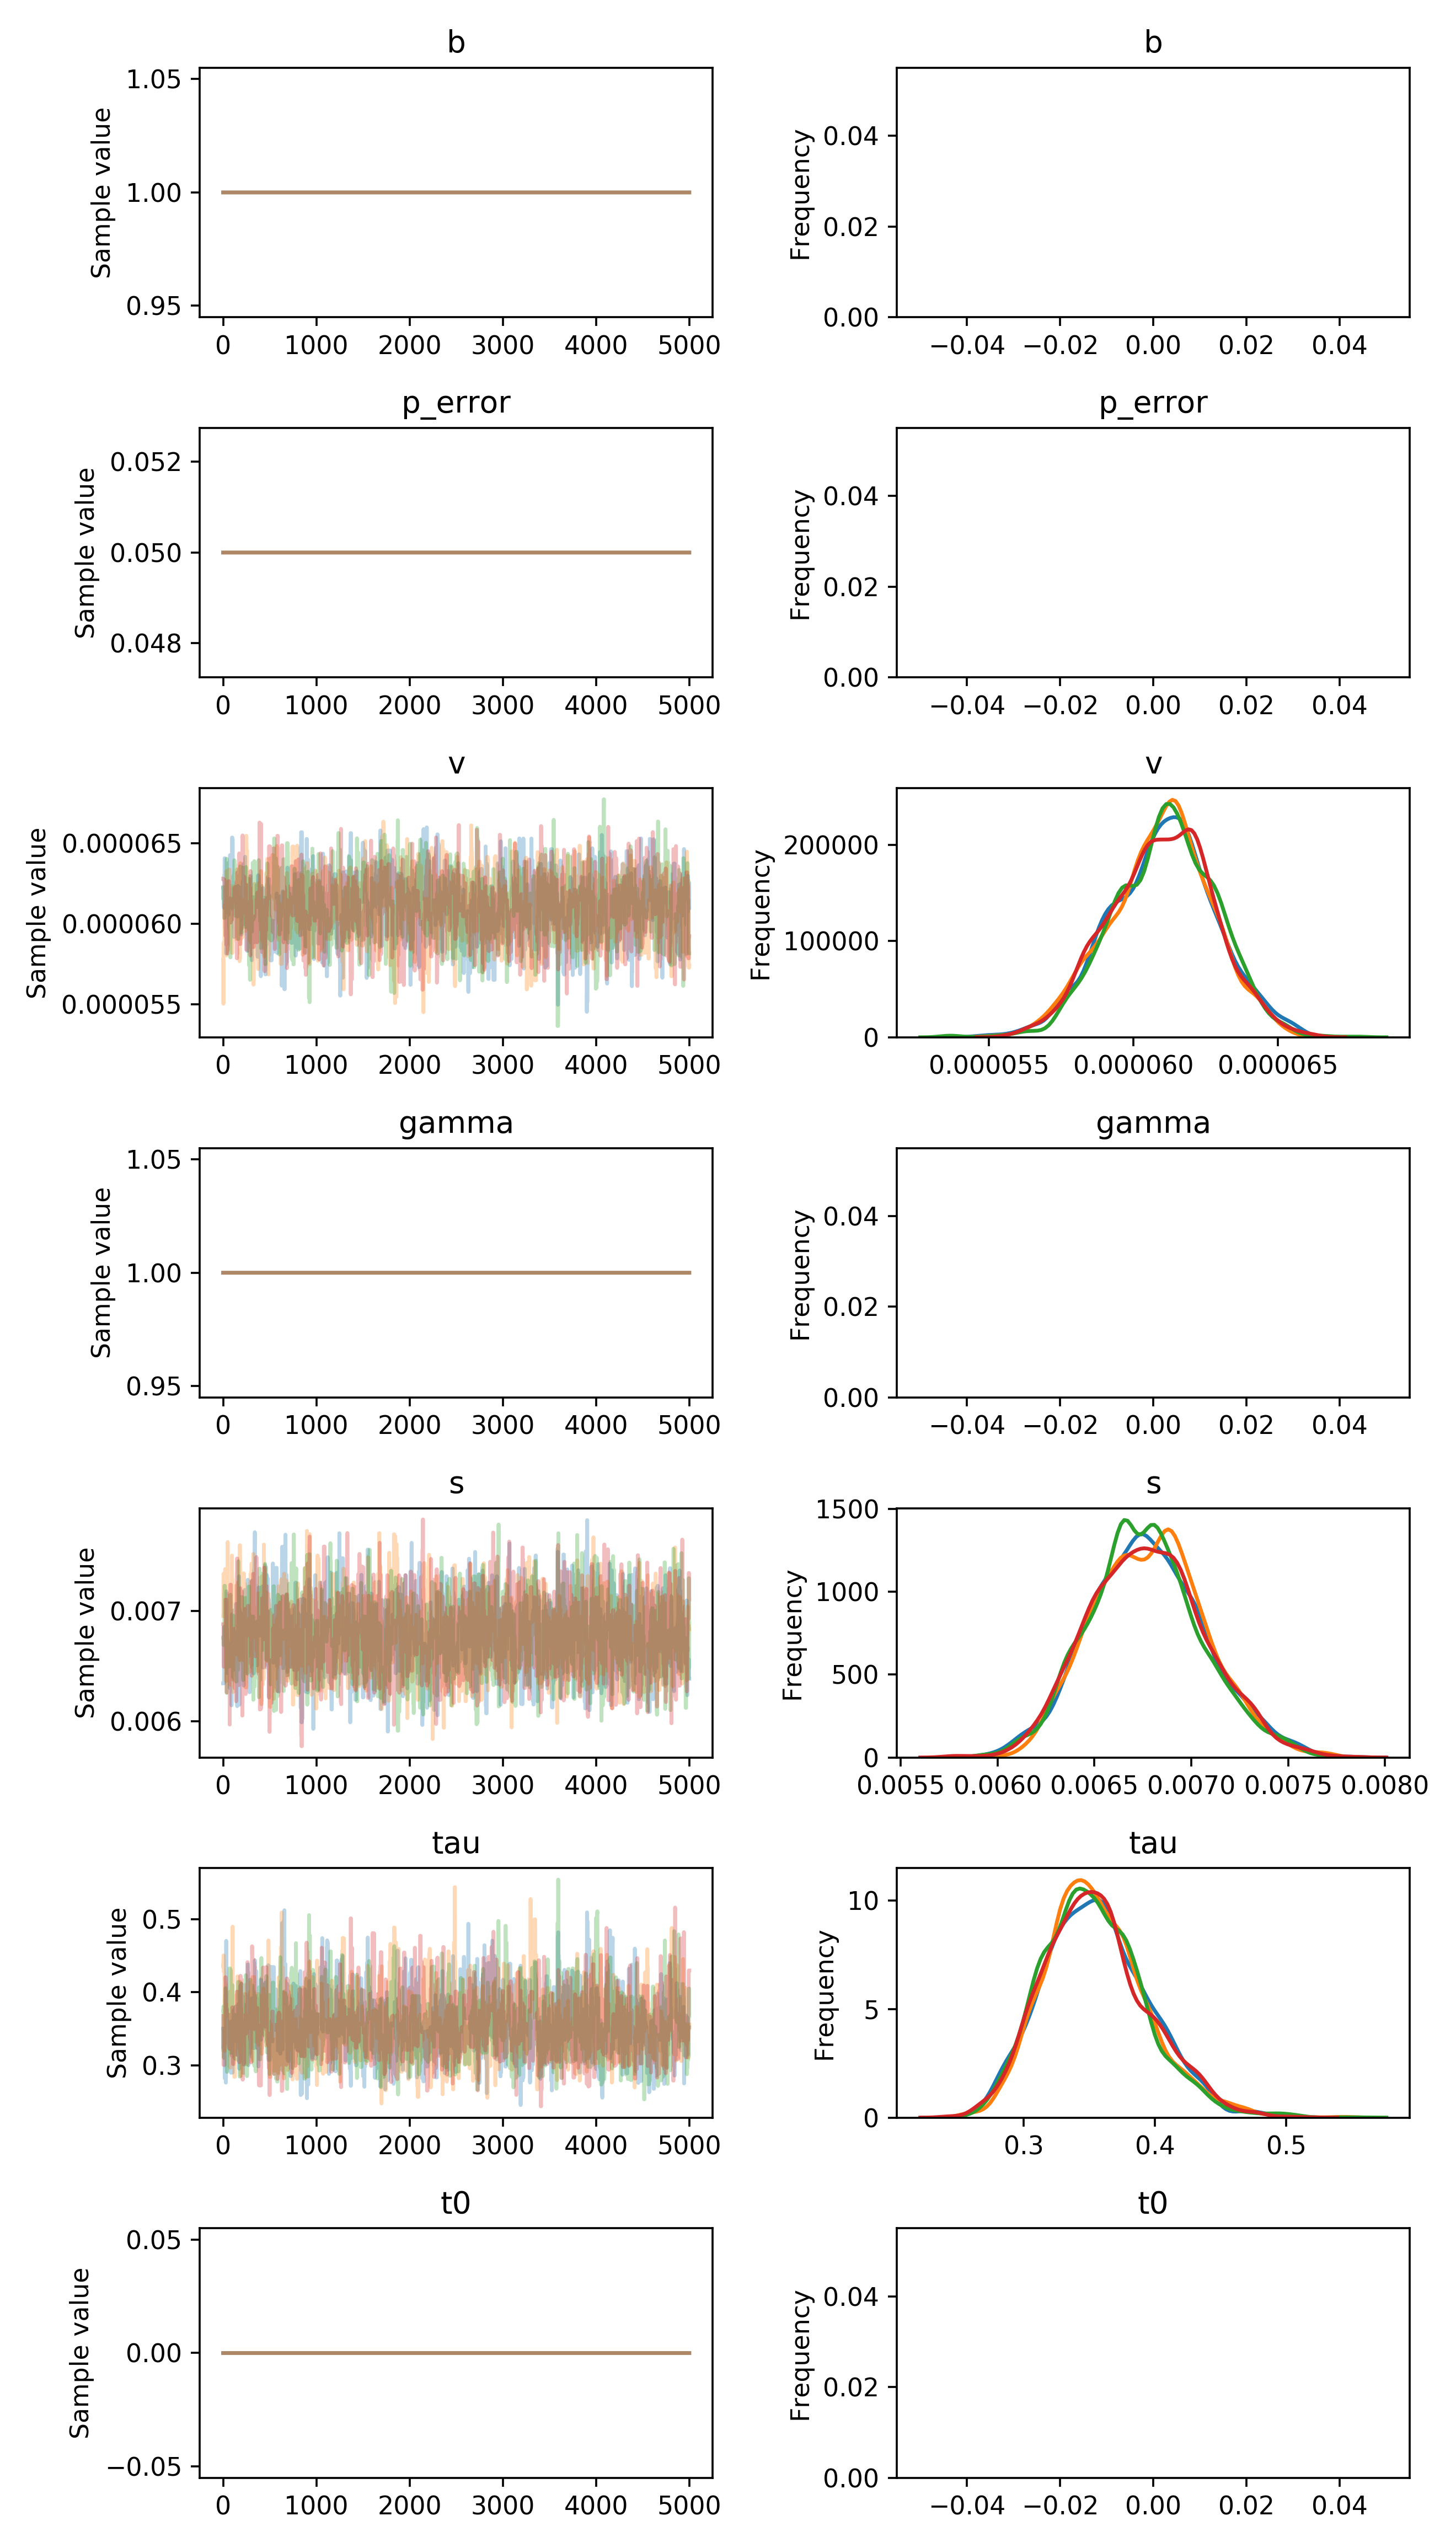 b
b
Sample value
1.05
1.00
0.95
0 1000 2000 3000 4000 5000
Frequency
0.04
0.02
0.00
−0.04 −0.02 0.00 0.02 0.04
p_error
p_error
Sample value
0.052
0.050
0.048
0 1000 2000 3000 4000 5000
Frequency
0.04
0.02
0.00
−0.04 −0.02 0.00 0.02 0.04
v
v
Sample value
0.000065
0.000060
0.000055
0 1000 2000 3000 4000 5000
Frequency
200000
100000
0
0.000055 0.000060 0.000065
gamma
gamma
Sample value
1.05
1.00
0.95
0 1000 2000 3000 4000 5000
Frequency
0.04
0.02
0.00
−0.04 −0.02 0.00 0.02 0.04
s
s
Sample value
0.007
0.006
0 1000 2000 3000 4000 5000
Frequency
1500
1000
500
0
0.0055 0.0060 0.0065 0.0070 0.0075 0.0080
tau
tau
Sample value
0.5
0.4
0.3
0 1000 2000 3000 4000 5000
Frequency
10
5
0
0.3 0.4 0.5
t0
t0
Sample value
0.05
0.00
−0.05
0 1000 2000 3000 4000 5000
Frequency
0.04
0.02
0.00
−0.04 −0.02 0.00 0.02 0.04